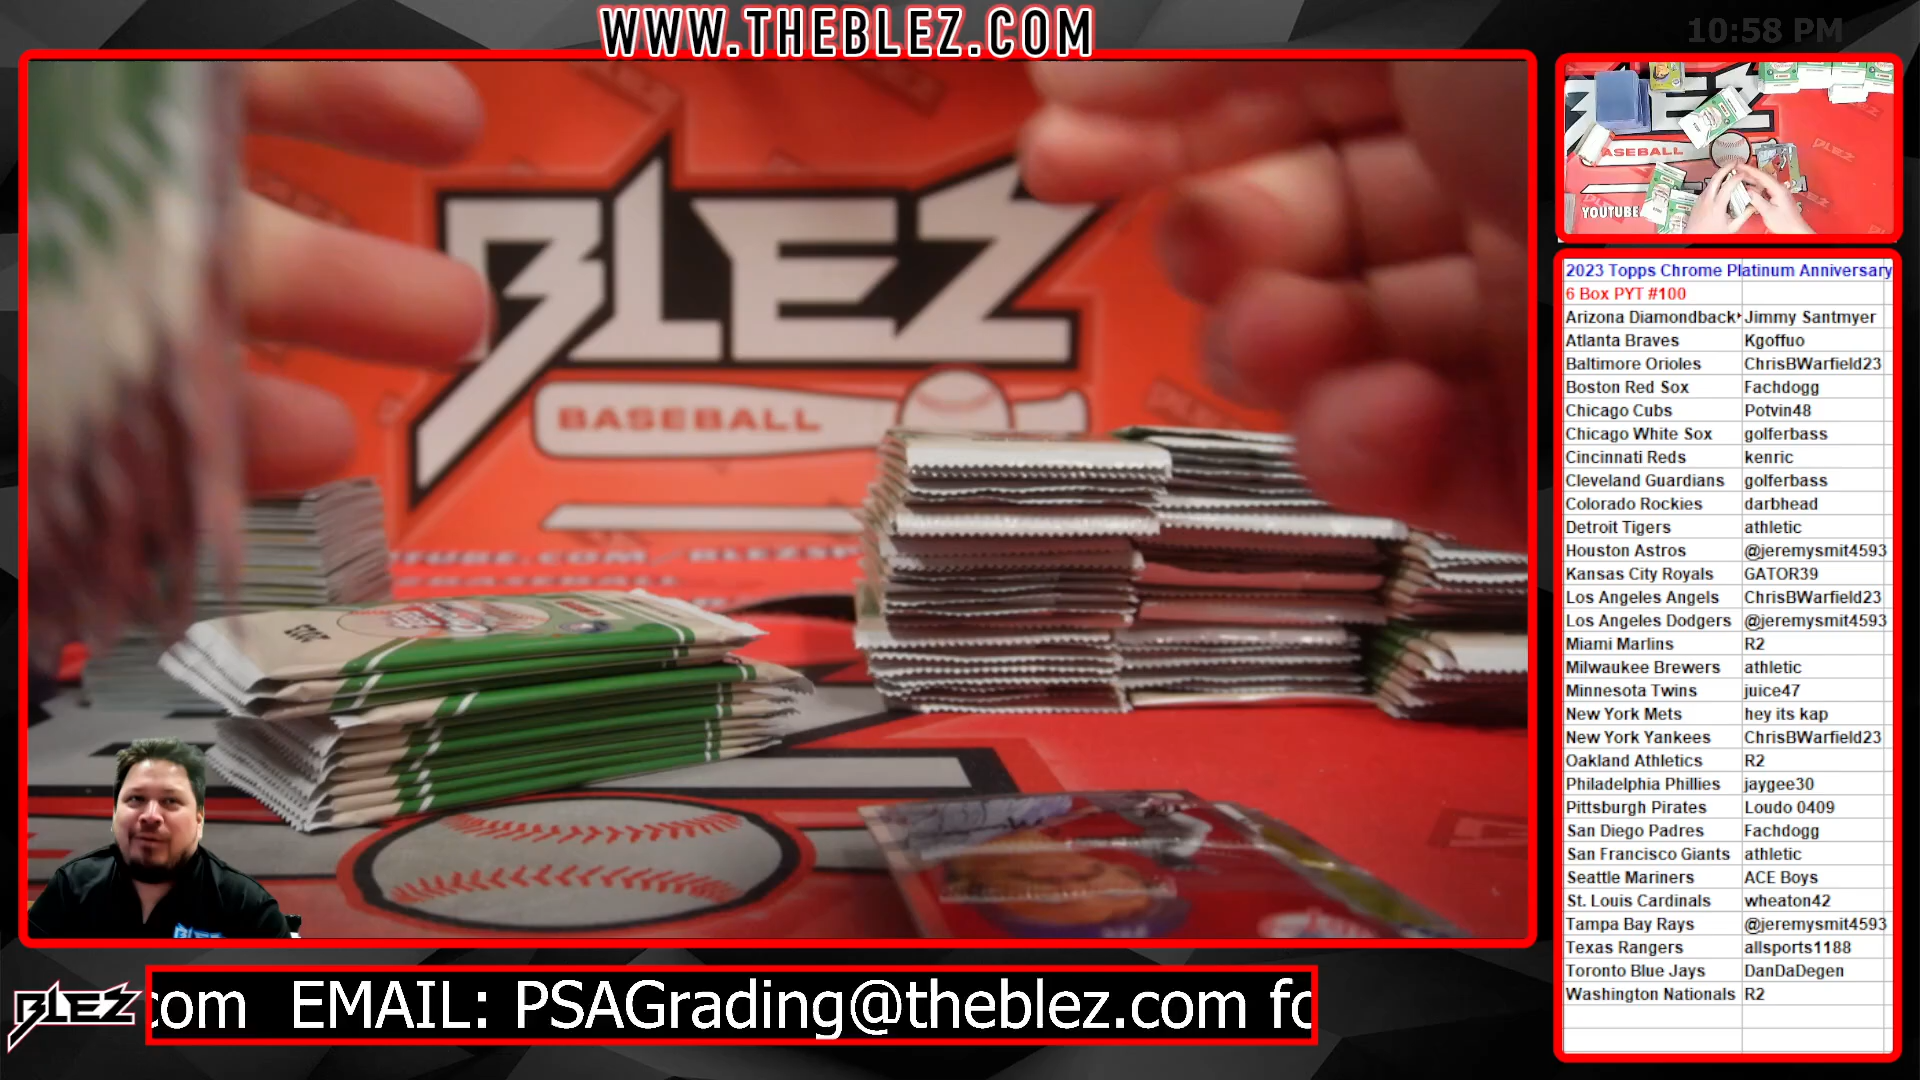 WWW.THEBLEZ.COM
10:58 PM
BLEZ
BASEBALL
2023
ASEBALL
BLEZ
YOUTUBE
2023 Topps Chrome Platinum Anniversary
6 Box PYT #100
Arizona Diamondback Jimmy Santmyer
Atlanta Braves Kgoffuo
Baltimore Orioles ChrisBWarfield23
Boston Red Sox Fachdogg
Chicago Cubs Potvin48
Chicago White Sox golferbass
Cincinnati Reds kenric
Cleveland Guardians golferbass
Colorado Rockies darbhead
Detroit Tigers athletic
Houston Astros @jeremysmit4593
Kansas City Royals GATOR39
Los Angeles Angels ChrisBWarfield23
Los Angeles Dodgers @jeremysmit4593
Miami Marlins R2
Milwaukee Brewers athletic
Minnesota Twins juice47
New York Mets hey its kap
New York Yankees ChrisBWarfield23
Oakland Athletics R2
Philadelphia Phillies jaygee30
Pittsburgh Pirates Loudo 0409
San Diego Padres Fachdogg
San Francisco Giants athletic
Seattle Mariners ACE Boys
St. Louis Cardinals wheaton42
Tampa Bay Rays @jeremysmit4593
Texas Rangers allsports1188
Toronto Blue Jays DanDaDegen
Washington Nationals R2
BLEZ
com EMAIL: PSAGrading@theblez.com fo